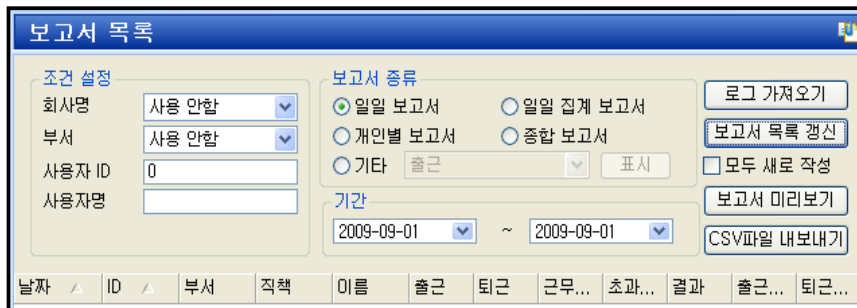 보고서 목록
조건 설정
회사명 사용 안함
부서 사용 안함
사용자 ID 0
사용자명
보고서 종류
일일 보고서 일일 집계 보고서
개인별 보고서 종합 보고서
기타 출근 표시
기간
2009-09-01 ~ 2009-09-01
로그 가져오기
보고서 목록 갱신
모두 새로 작성
보고서 미리보기
CSV파일 내보내기
날짜 ID 부서 직책 이름 출근 퇴근 근무... 초과... 결과 출근... 퇴근...